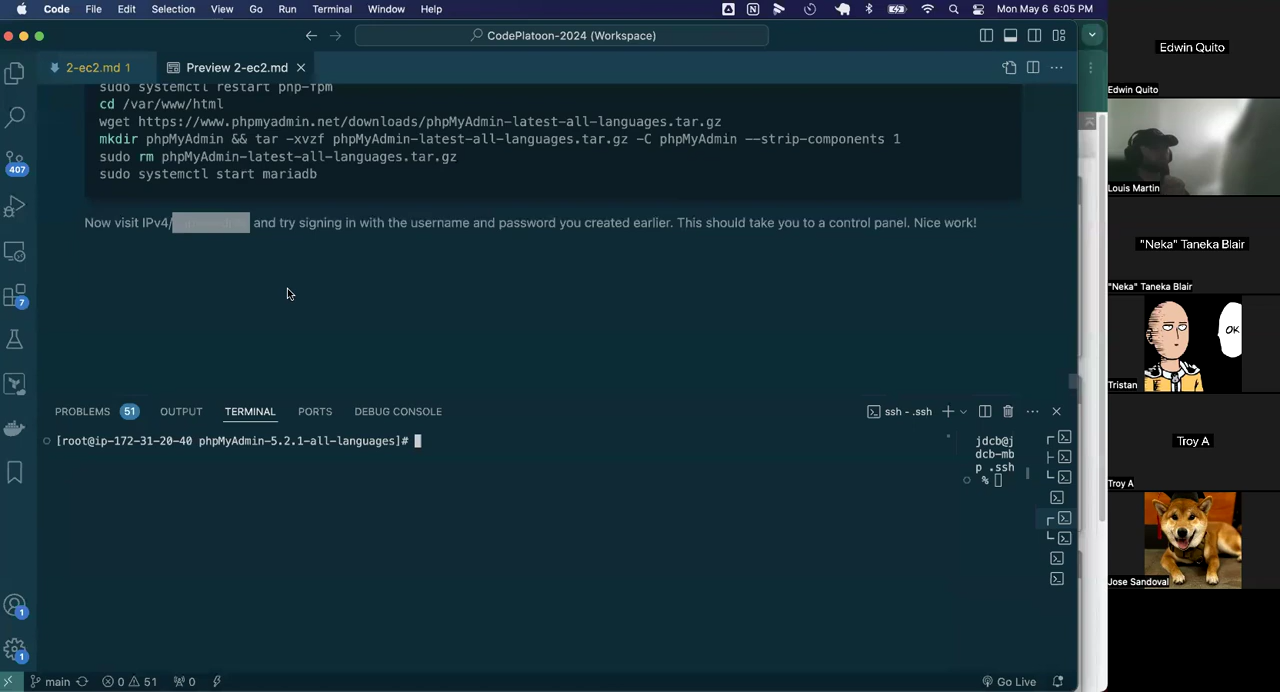 Code File Edit Selection View Go Run Terminal Window Help
Mon May 6 6:05 PM
CodePlatoon-2024 (Workspace)
2-ec2.md 1
Preview 2-ec2.md
sudo systemctl restart php-fpm
cd /var/www/html
wget https://www.phpmyadmin.net/downloads/phpMyAdmin-latest-all-languages.tar.gz
mkdir phpMyAdmin && tar -xvzf phpMyAdmin-latest-all-languages.tar.gz -C phpMyAdmin --strip-components 1
sudo rm phpMyAdmin-latest-all-languages.tar.gz
sudo systemctl start mariadb
Now visit IPv4/ and try signing in with the username and password you created earlier. This should take you to a control panel. Nice work!
407
7
1
1
PROBLEMS 51 OUTPUT TERMINAL PORTS DEBUG CONSOLE
ssh - .ssh
[root@ip-172-31-20-40 phpMyAdmin-5.2.1-all-languages]#
jdcb@j
dcb-mb
p .ssh
%
main 0 51 0
Go Live
Edwin Quito
Edwin Quito
Louis Martin
"Neka" Taneka Blair
"Neka" Taneka Blair
OK
Tristan
Troy A
Troy A
Jose Sandoval